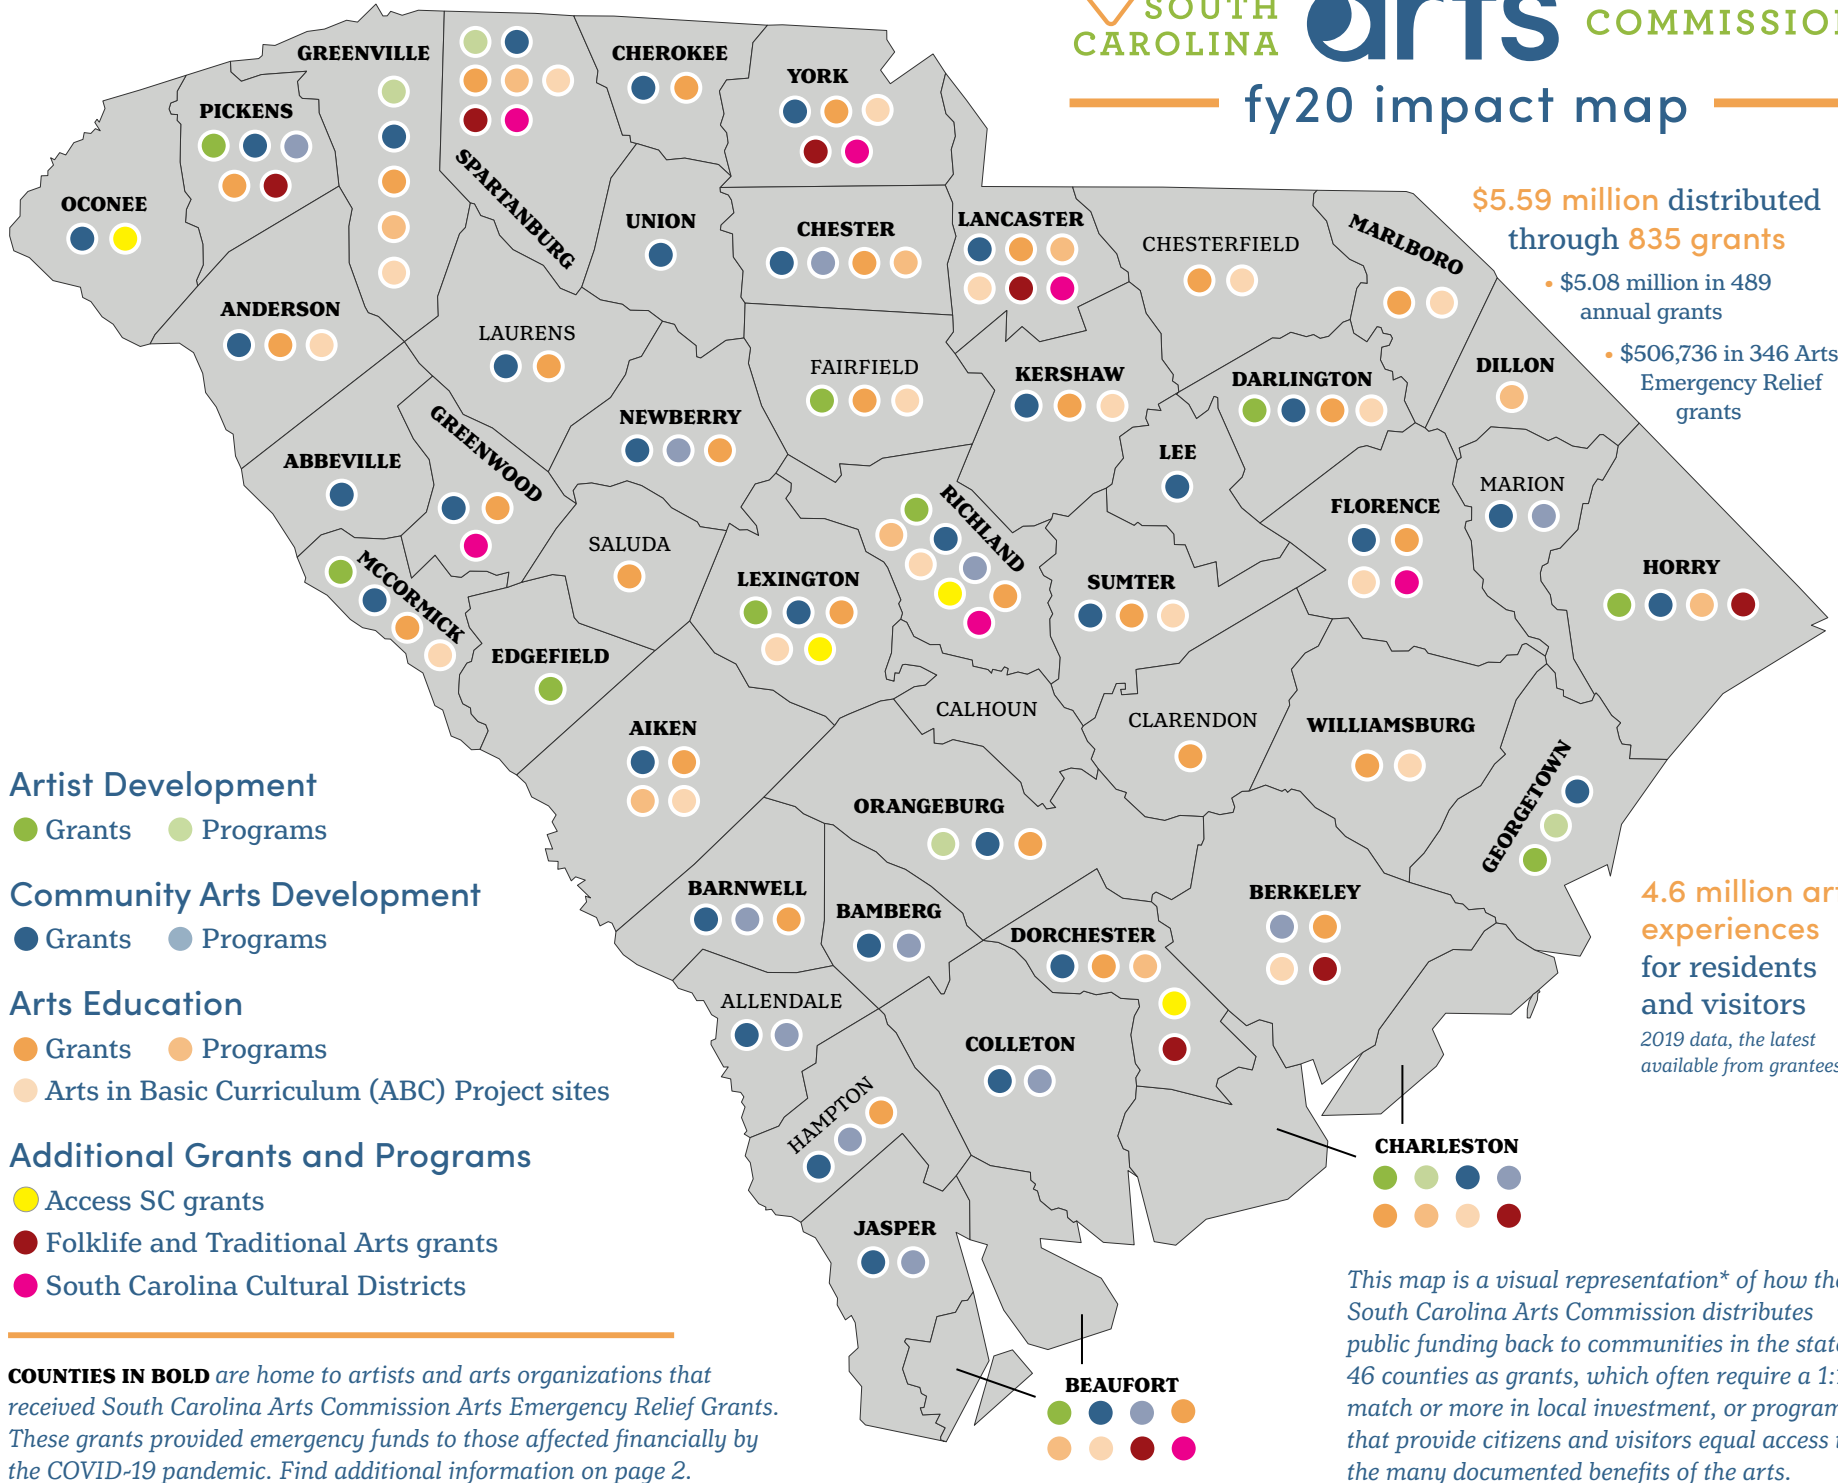 SOUTH
CAROLINA
arts
COMMISSION
fy20 impact map
$5.59 million distributed
through 835 grants
• $5.08 million in 489
annual grants
• $506,736 in 346 Arts
Emergency Relief
grants
GREENVILLE
CHEROKEE
YORK
PICKENS
SPARTANBURG
OCONEE
UNION
CHESTER
LANCASTER
CHESTERFIELD
MARLBORO
ANDERSON
LAURENS
FAIRFIELD
KERSHAW
DARLINGTON
DILLON
GREENWOOD
NEWBERRY
ABBEVILLE
LEE
MARION
RICHLAND
FLORENCE
SALUDA
MCCORMICK
LEXINGTON
SUMTER
HORRY
EDGEFIELD
CALHOUN
CLARENDON
WILLIAMSBURG
AIKEN
GEORGETOWN
ORANGEBURG
BARNWELL
BAMBERG
BERKELEY
DORCHESTER
ALLENDALE
COLLETON
HAMPTON
CHARLESTON
JASPER
BEAUFORT
Artist Development
Grants Programs
Community Arts Development
Grants Programs
Arts Education
Grants Programs
Arts in Basic Curriculum (ABC) Project sites
Additional Grants and Programs
Access SC grants
Folklife and Traditional Arts grants
South Carolina Cultural Districts
COUNTIES IN BOLD are home to artists and arts organizations that
received South Carolina Arts Commission Arts Emergency Relief Grants.
These grants provided emergency funds to those affected financially by
the COVID-19 pandemic. Find additional information on page 2.
4.6 million
experiences
for residents
and visitors
2019 data, the latest
available from grantees
This map is a visual representation* of how the
South Carolina Arts Commission distributes
public funding back to communities in the
46 counties as grants, which often require a
match or more in local investment, or
that provide citizens and visitors equal access
the many documented benefits of the arts.